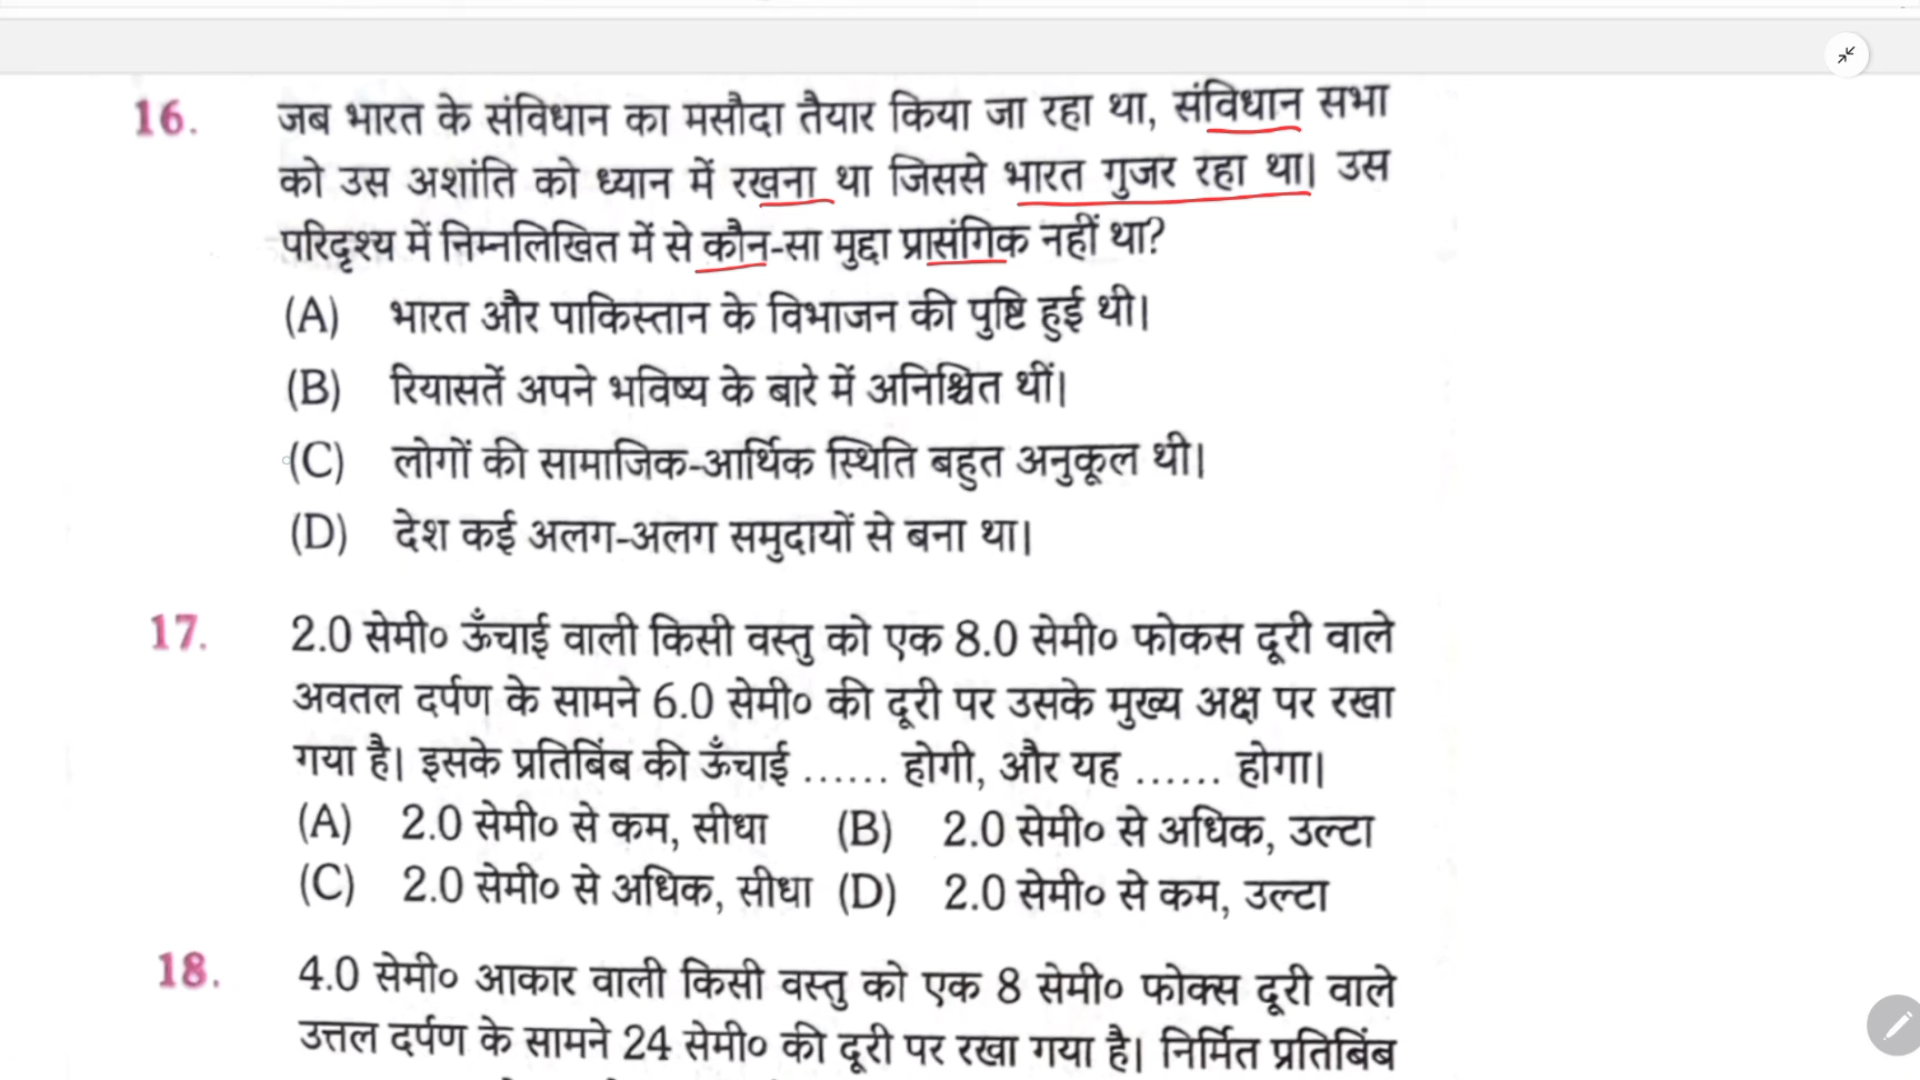 16. जब भारत के संविधान का मसौदा तैयार किया जा रहा था, संविधान सभा
को उस अशांति को ध्यान में रखना था जिससे भारत गुजर रहा था। उस
परिदृश्य में निम्नलिखित में से कौन-सा मुद्दा प्रासंगिक नहीं था?
(A) भारत और पाकिस्तान के विभाजन की पुष्टि हुई थी।
(B) रियासतें अपने भविष्य के बारे में अनिश्चित थीं।
(C) लोगों की सामाजिक-आर्थिक स्थिति बहुत अनुकूल थी।
(D) देश कई अलग-अलग समुदायों से बना था।
17. 2.0 सेमी० ऊँचाई वाली किसी वस्तु को एक 8.0 सेमी० फोकस दूरी वाले
अवतल दर्पण के सामने 6.0 सेमी० की दूरी पर उसके मुख्य अक्ष पर रखा
गया है। इसके प्रतिबिंब की ऊँचाई ...... होगी, और यह ...... होगा।
(A) 2.0 सेमी० से कम, सीधा (B) 2.0 सेमी० से अधिक, उल्टा
(C) 2.0 सेमी० से अधिक, सीधा (D) 2.0 सेमी० से कम, उल्टा
18. 4.0 सेमी० आकार वाली किसी वस्तु को एक 8 सेमी० फोक्स दूरी वाले
उत्तल दर्पण के सामने 24 सेमी० की दूरी पर रखा गया है। निर्मित प्रतिबिंब